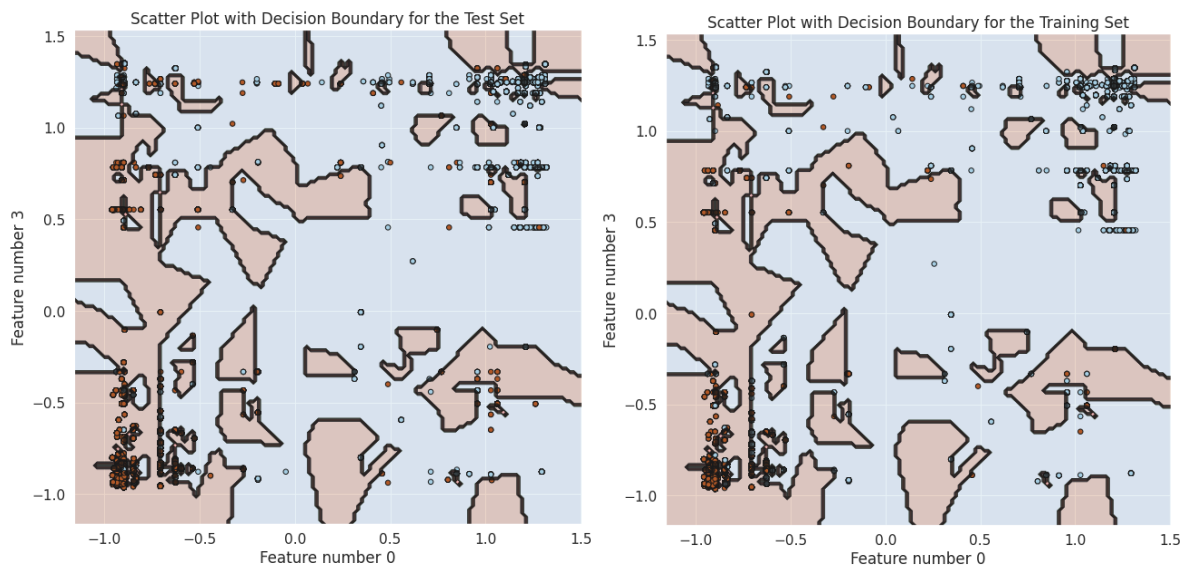 Scatter Plot with Decision Boundary for the Test Set
1.5
1.0
0.5
0.0
−0.5
−1.0
Feature number 3
−1.0 −0.5 0.0 0.5 1.0 1.5
Feature number 0
Scatter Plot with Decision Boundary for the Training Set
1.5
1.0
0.5
0.0
−0.5
−1.0
Feature number 3
−1.0 −0.5 0.0 0.5 1.0 1.5
Feature number 0